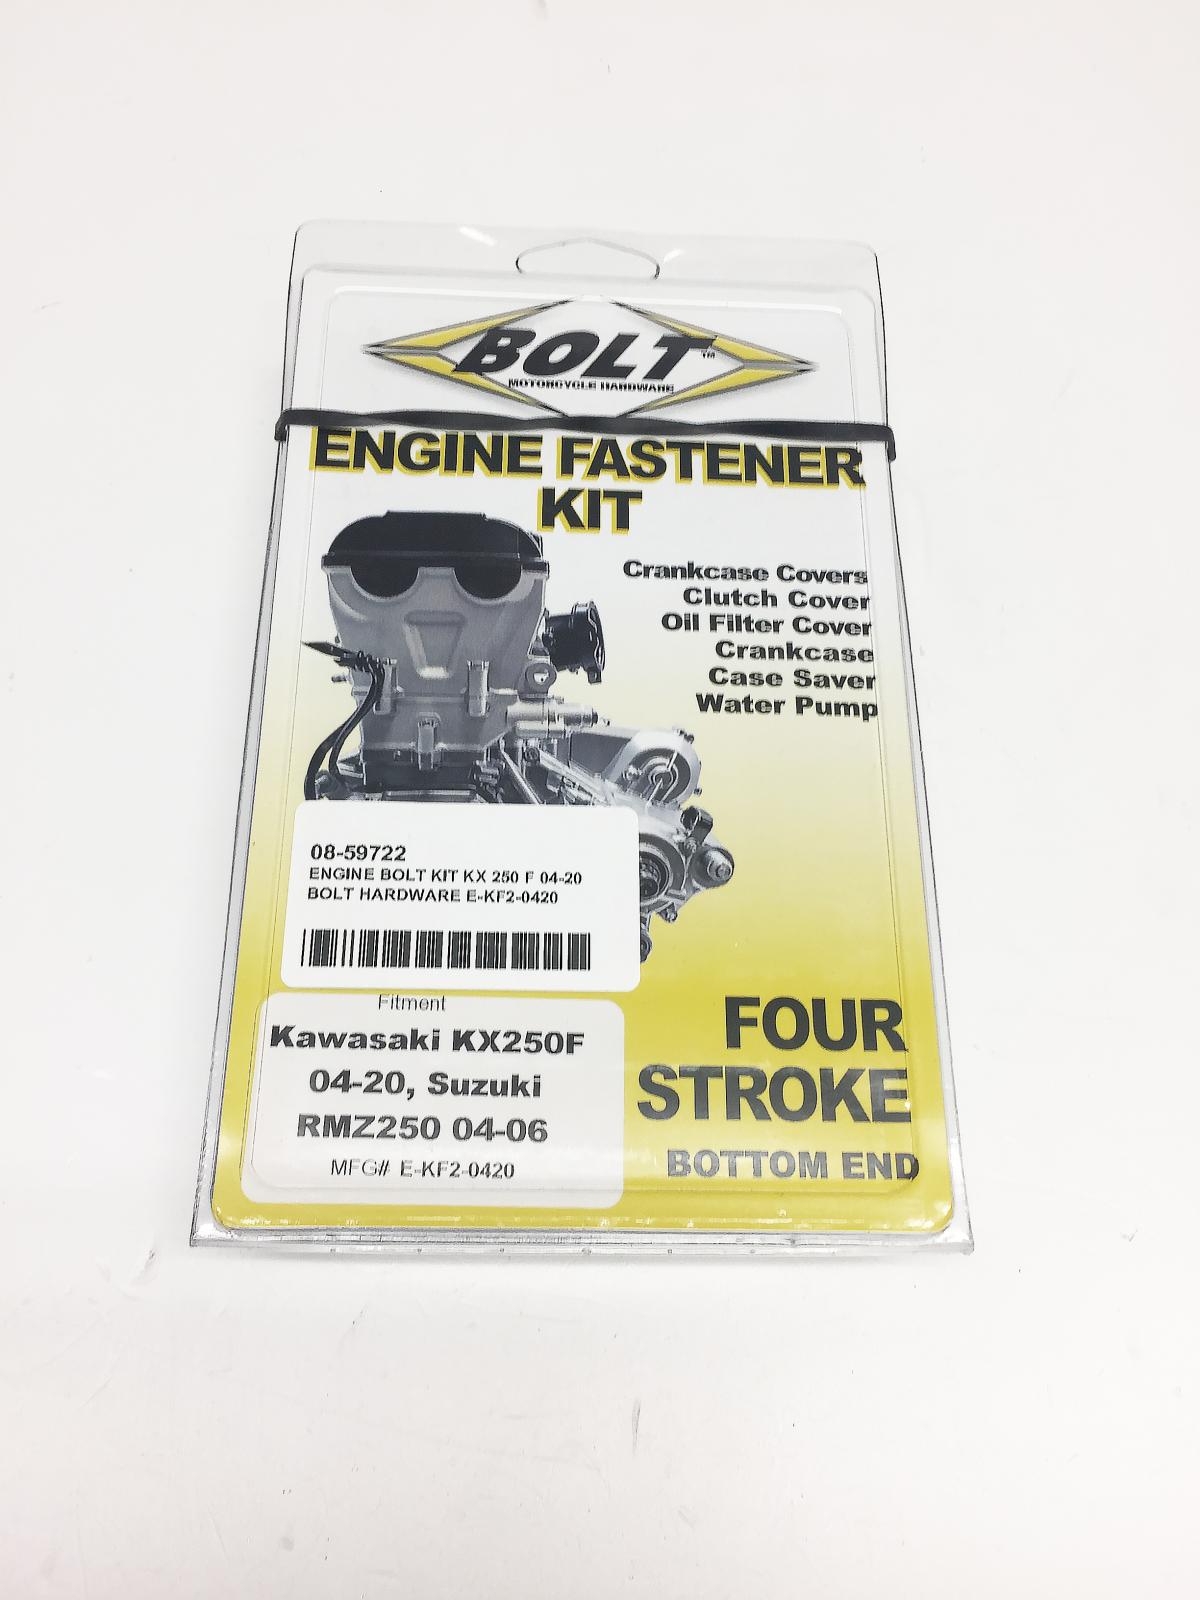 BOLT™
MOTORCYCLE HARDWARE
ENGINE FASTENER
KIT
Crankcase Covers
Clutch Cover
Oil Filter Cover
Crankcase
Case Saver
Water Pump
08-59722
ENGINE BOLT KIT KX 250 F 04-20
BOLT HARDWARE E-KF2-0420
Fitment
Kawasaki KX250F
04-20, Suzuki
RMZ250 04-06
MFG# E-KF2-0420
FOUR
STROKE
BOTTOM END